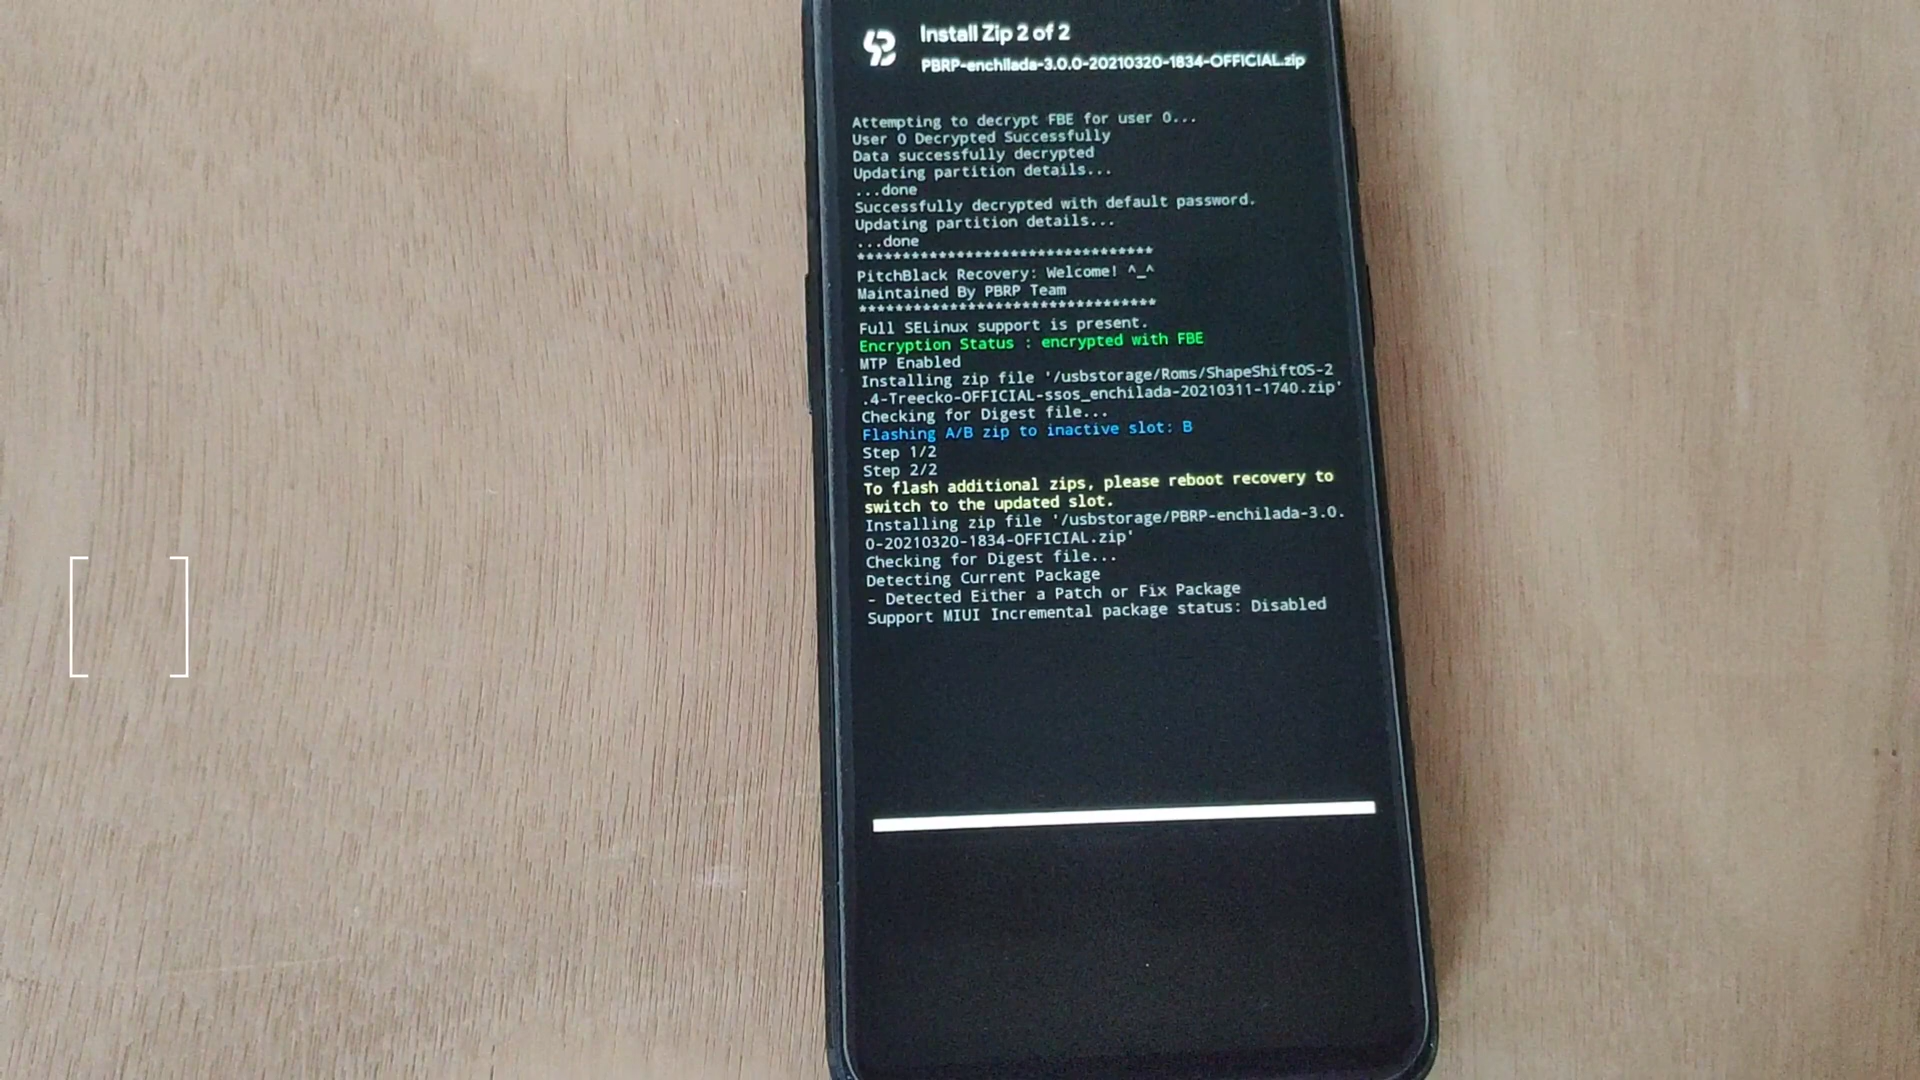 Install Zip 2 of 2
PBRP-enchilada-3.0.0-20210320-1834-OFFICIAL.zip
Attempting to decrypt FBE for user 0...
User 0 Decrypted Successfully
Data successfully decrypted
Updating partition details...
...done
Successfully decrypted with default password.
Updating partition details...
...done
*********************************
PitchBlack Recovery: Welcome! ^_^
Maintained By PBRP Team
*********************************
Full SELinux support is present.
Encryption Status : encrypted with FBE
MTP Enabled
Installing zip file '/usbstorage/Roms/ShapeShiftOS-2
.4-Treecko-OFFICIAL-ssos_enchilada-20210311-1740.zip'
Checking for Digest file...
Flashing A/B zip to inactive slot: B
Step 1/2
Step 2/2
To flash additional zips, please reboot recovery to
switch to the updated slot.
Installing zip file '/usbstorage/PBRP-enchilada-3.0.
0-20210320-1834-OFFICIAL.zip'
Checking for Digest file...
Detecting Current Package
- Detected Either a Patch or Fix Package
Support MIUI Incremental package status: Disabled